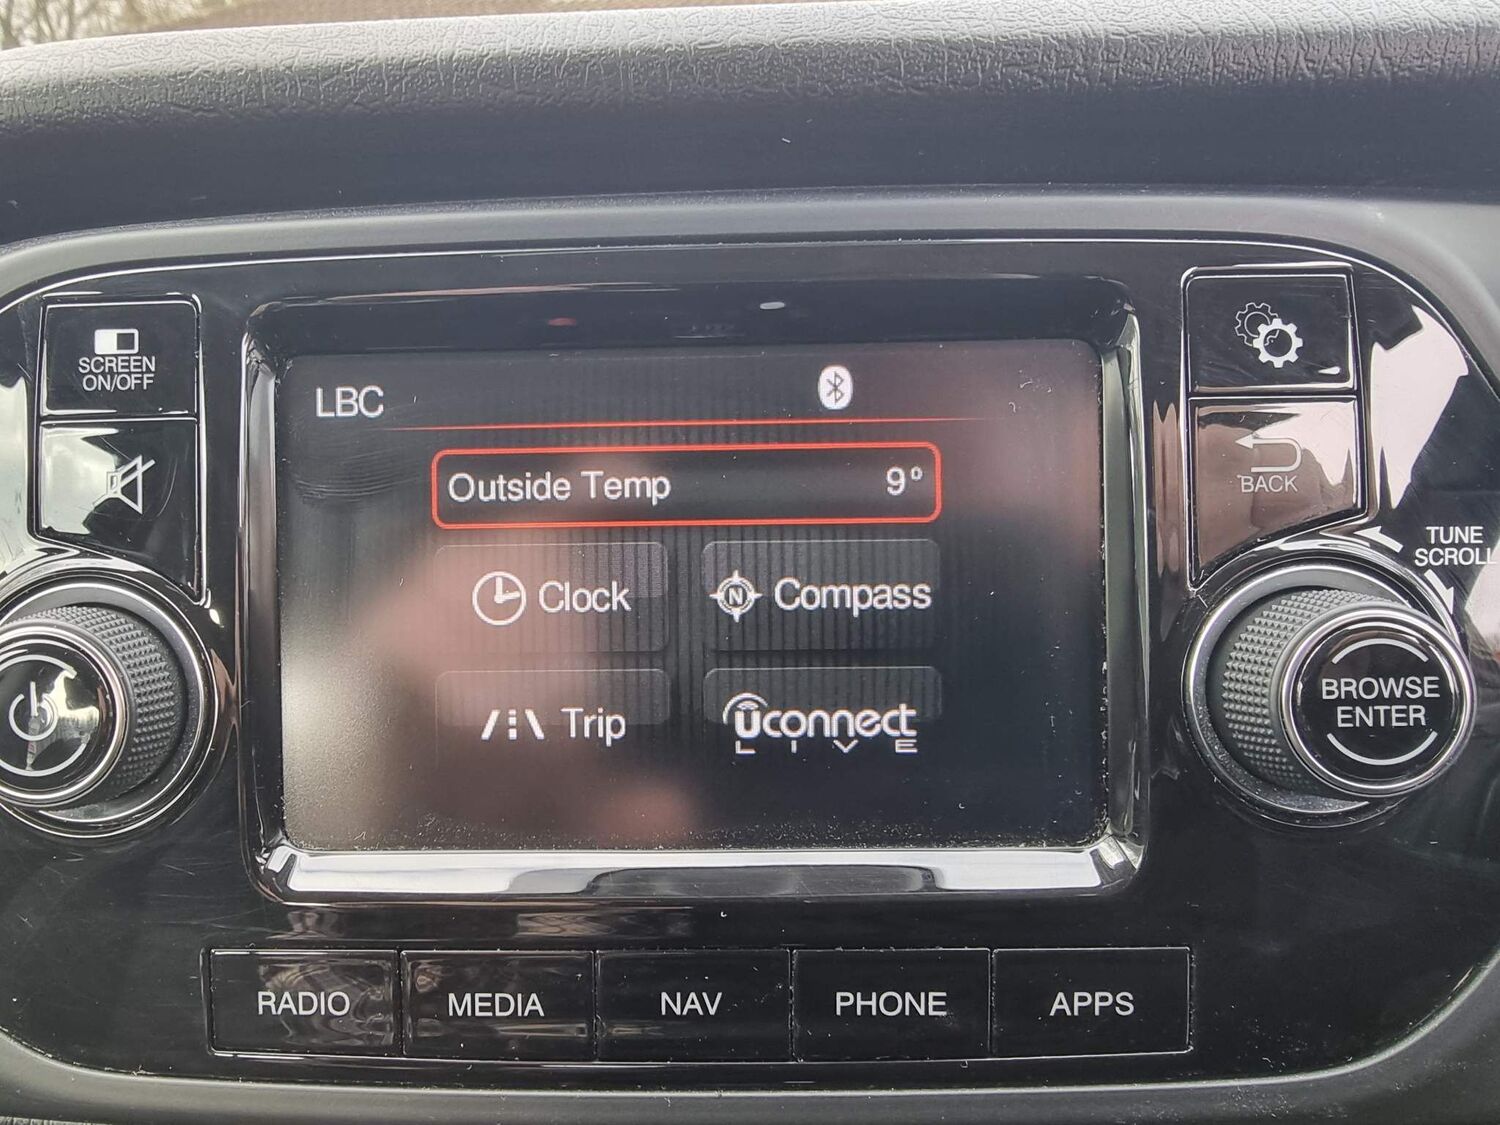 SCREEN
ON/OFF
LBC
Outside Temp 9°
Clock
N
Compass
Trip
Uconnect
LIVE
BACK
TUNE
SCROLL
BROWSE
ENTER
RADIO
MEDIA
NAV
PHONE
APPS